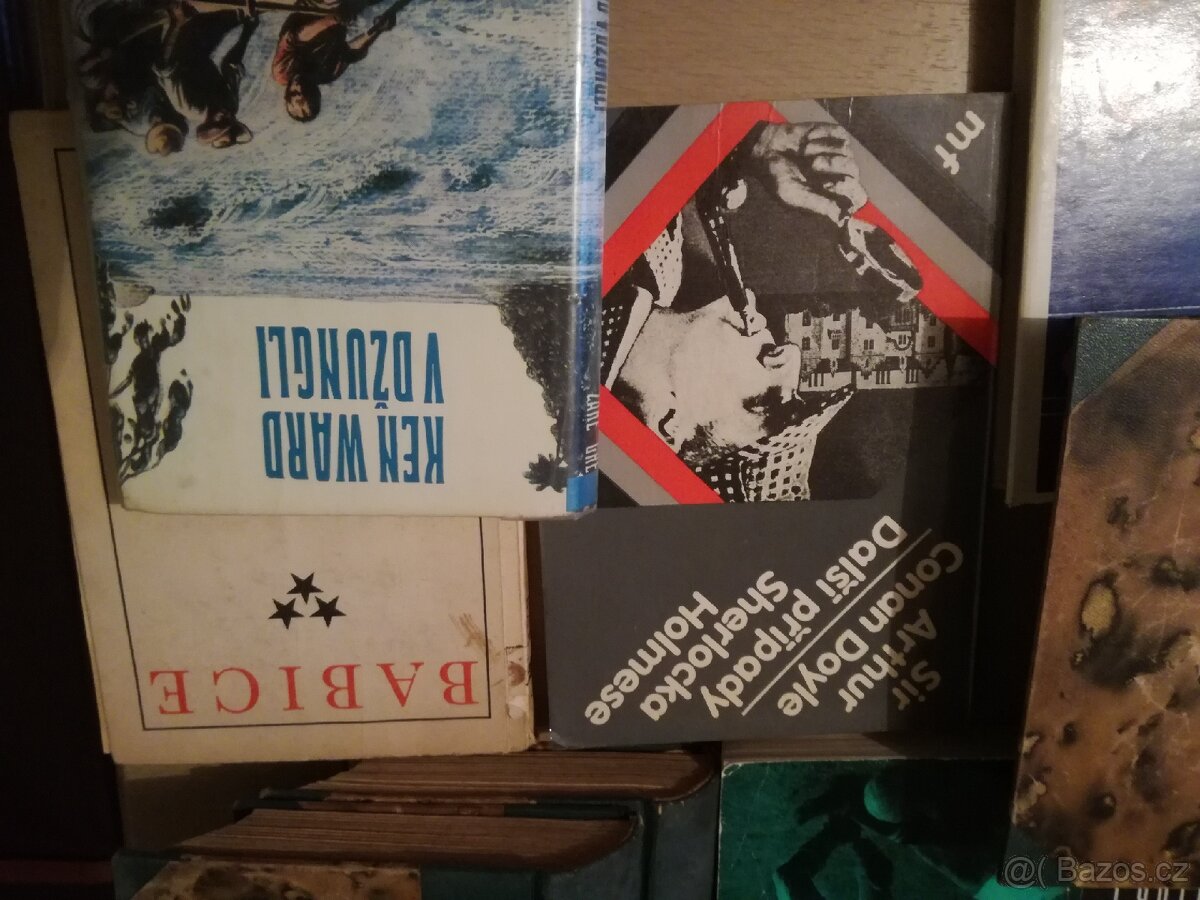 KEN WARD
V DŽUNGLI
BABICE
mf
Sir
Arthur
Conan Doyle
Další případy
Sherlocka
Holmese
@( Bazos.cz